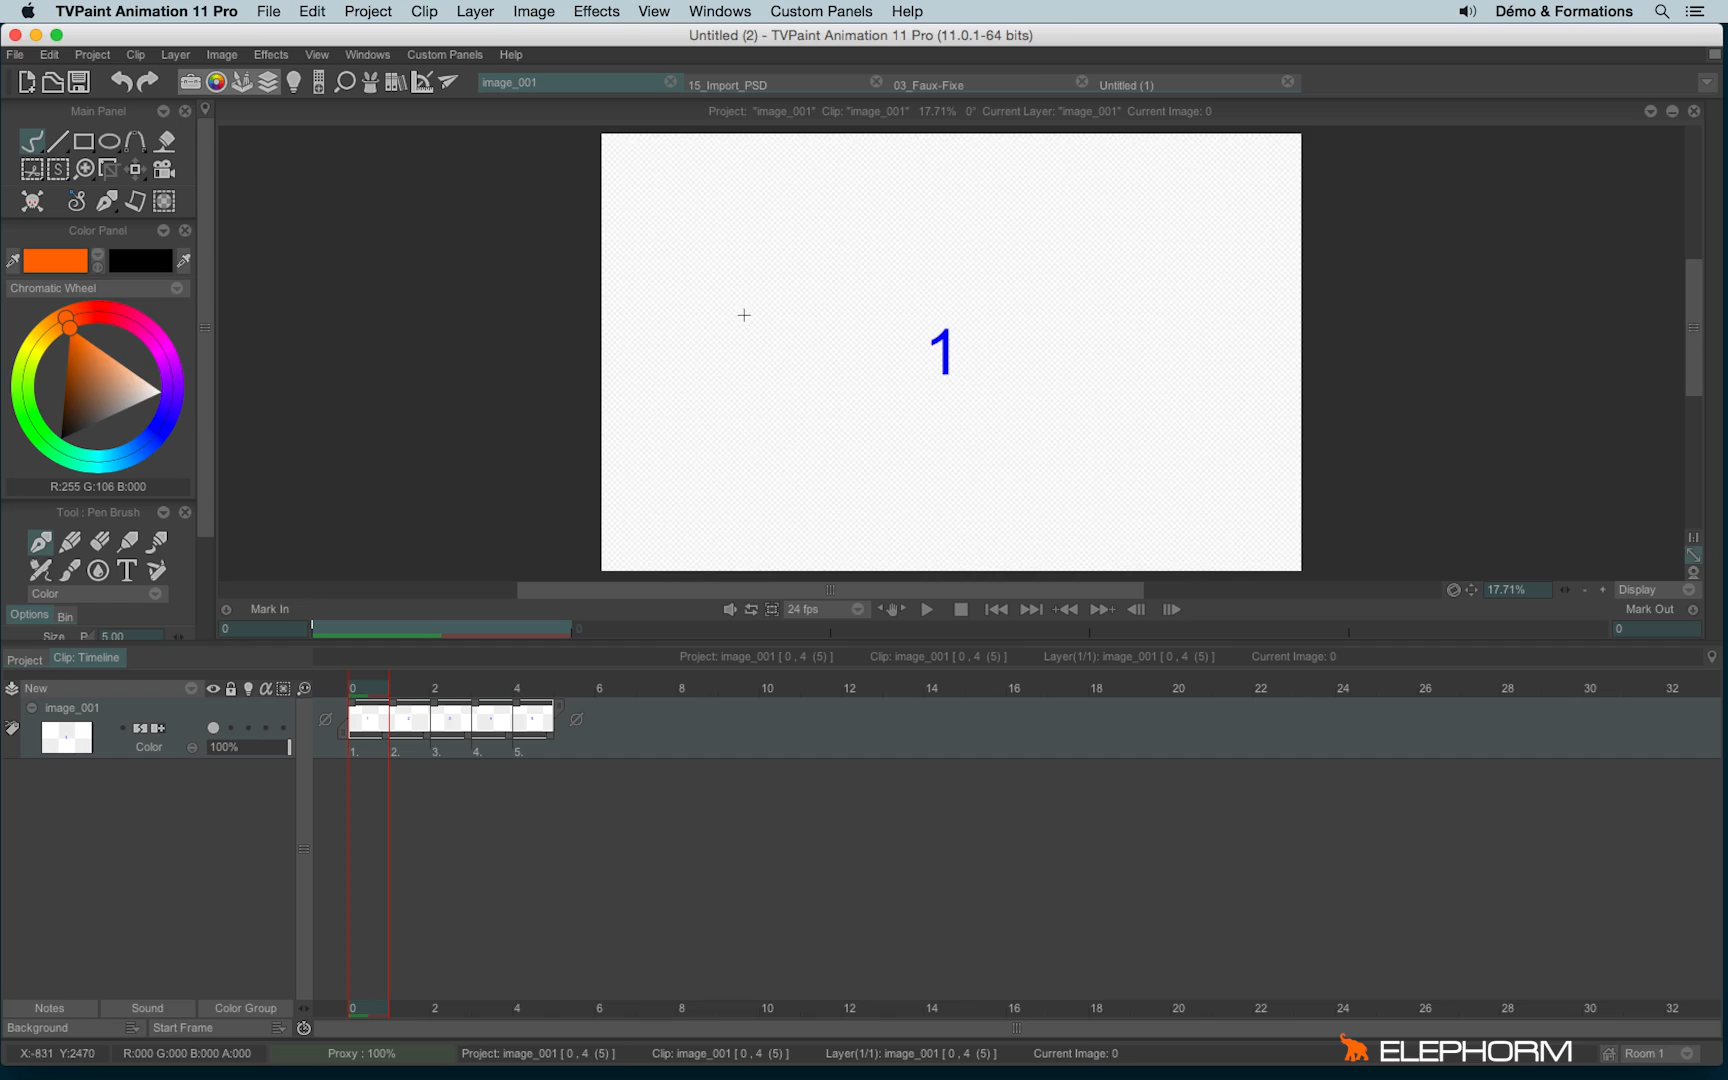 TVPaint Animation 11 Pro File Edit Project Clip Layer Image Effects View Windows Custom Panels Help Démo & Formations
Untitled (2) - TVPaint Animation 11 Pro (11.0.1-64 bits)
File Edit Project Clip Layer Image Effects View Windows Custom Panels Help
image_001 15_Import_PSD 03_Faux-Fixe Untitled (1)
Main Panel
Project: "image_001" Clip: "image_001" 17.71% 0° Current Layer: "image_001" Current Image: 0
S
Color Panel
Chromatic Wheel
1
R:255 G:106 B:000
Tool : Pen Brush
T
Color
1:1
17.71% - + Display
Options Bin
Mark In
24 fps
Mark Out
Size P 5.00
0 0 0
Project Clip: Timeline
Project: image_001 [ 0 , 4 (5) ] Clip: image_001 [ 0 , 4 (5) ] Layer(1/1): image_001 [ 0 , 4 (5) ] Current Image: 0
New
0 2 4 6 8 10 12 14 16 18 20 22 24 26 28 30 32
image_001
Color 100%
1. 2. 3. 4. 5.
Notes Sound Color Group
0 2 4 6 8 10 12 14 16 18 20 22 24 26 28 30 32
Background Start Frame
X:-831 Y:2470 R:000 G:000 B:000 A:000 Proxy : 100% Project: image_001 [ 0 , 4 (5) ] Clip: image_001 [ 0 , 4 (5) ] Layer(1/1): image_001 [ 0 , 4 (5) ] Current Image: 0
ELEPHORM
Room 1